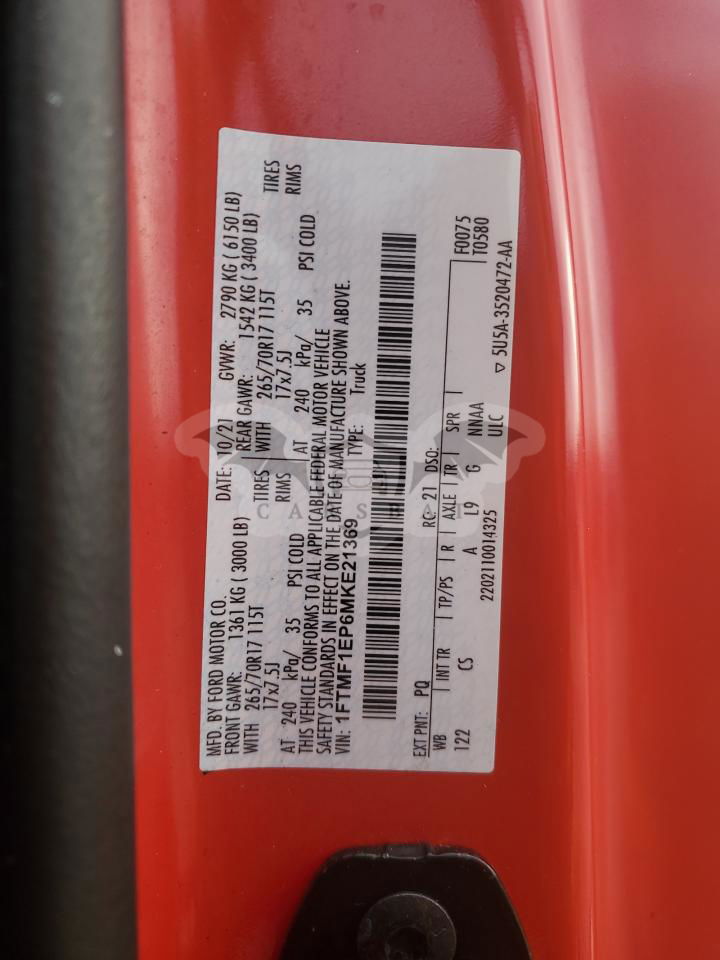 MFD. BY FORD MOTOR CO. DATE: 10/21 GVWR: 2790 KG ( 6150 LB)
FRONT GAWR: 1361 KG ( 3000 LB) REAR GAWR: 1542 KG ( 3400 LB)
WITH 265/70R17 115T TIRES WITH 265/70R17 115T TIRES
17x7.5J RIMS 17x7.5J RIMS
AT 240 kPa/ 35 PSI COLD AT 240 kPa/ 35 PSI COLD
THIS VEHICLE CONFORMS TO ALL APPLICABLE FEDERAL MOTOR VEHICLE
SAFETY STANDARDS IN EFFECT ON THE DATE OF MANUFACTURE SHOWN ABOVE.
VIN: 1FTMF1EP6MKE21369 TYPE: Truck
EXT PNT: PQ RC: 21 DSO: F0075
WB INT TR TP/PS R AXLE TR SPR T0580
122 CS A L9 G NNAA
2202110014325 ULC ▽ 5U5A-3520472-AA